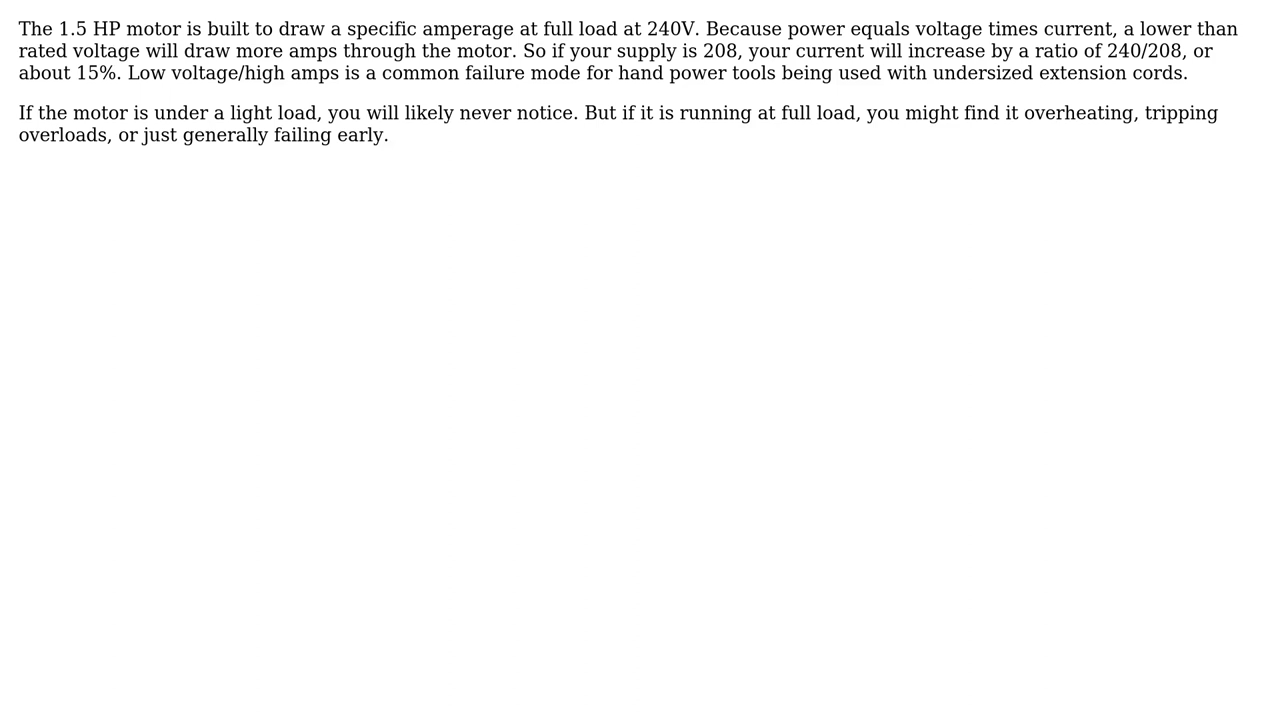 The 1.5 HP motor is built to draw a specific amperage at full load at 240V. Because power equals voltage times current, a lower than
rated voltage will draw more amps through the motor. So if your supply is 208, your current will increase by a ratio of 240/208, or
about 15%. Low voltage/high amps is a common failure mode for hand power tools being used with undersized extension cords.
If the motor is under a light load, you will likely never notice. But if it is running at full load, you might find it overheating, tripping
overloads, or just generally failing early.